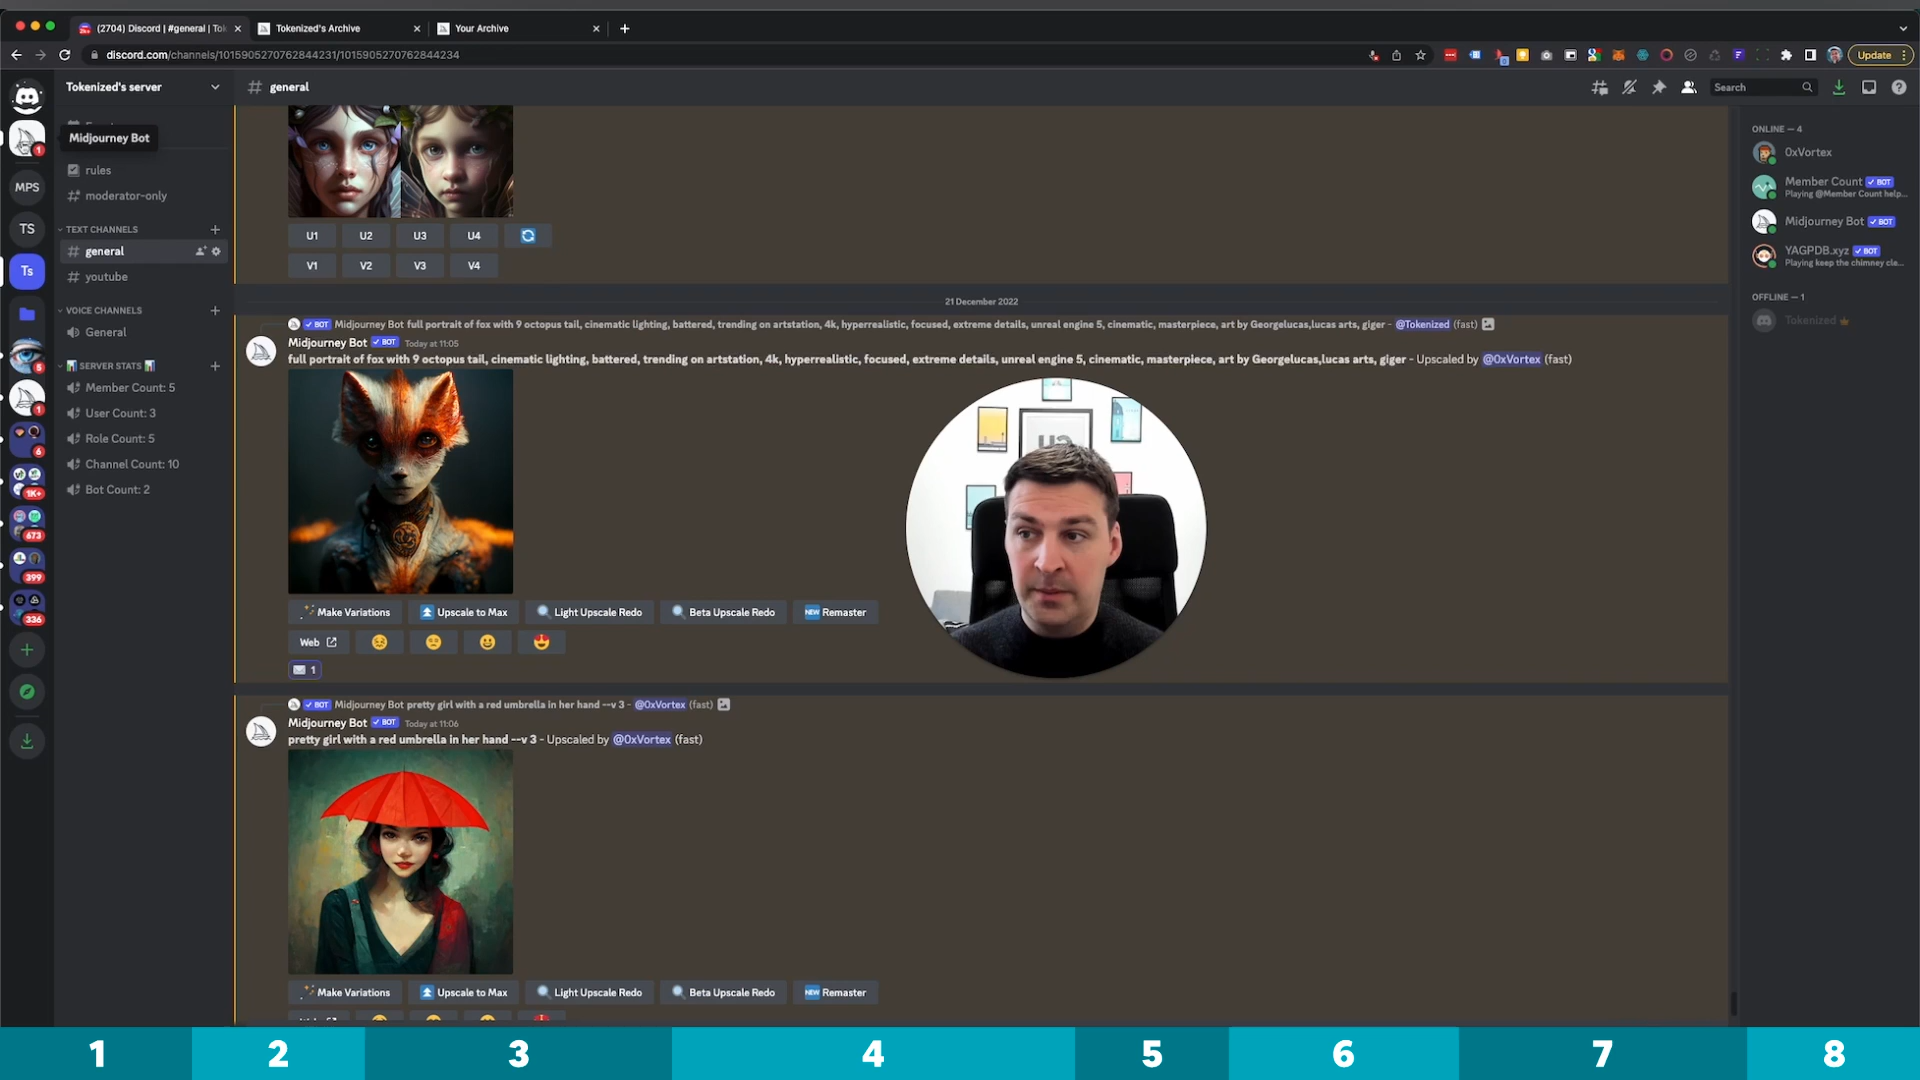 (2704) Discord | #general | To
Tokenized's Archive
Your Archive
discord.com/channels/1015905270762844231/1015905270762844234
Update
Tokenized's server
general
Search
Midjourney Bot
rules
moderator-only
TEXT CHANNELS
general
youtube
VOICE CHANNELS
General
SERVER STATS
Member Count: 5
User Count: 3
Role Count: 5
Channel Count: 10
Bot Count: 2
MPS
TS
Ts
1
5
1
6
1K+
673
399
336
U1 U2 U3 U4
V1 V2 V3 V4
21 December 2022
BOT Midjourney Bot full portrait of fox with 9 octopus tail, cinematic lighting, battered, trending on artstation, 4k, hyperrealistic, focused, extreme details, unreal engine 5, cinematic, masterpiece, art by Georgelucas,lucas arts, giger - @Tokenized (fast)
Midjourney Bot BOT Today at 11:05
full portrait of fox with 9 octopus tail, cinematic lighting, battered, trending on artstation, 4k, hyperrealistic, focused, extreme details, unreal engine 5, cinematic, masterpiece, art by Georgelucas,lucas arts, giger - Upscaled by @0xVortex (fast)
Make Variations Upscale to Max Light Upscale Redo Beta Upscale Redo NEW Remaster
Web
1
BOT Midjourney Bot pretty girl with a red umbrella in her hand --v 3 - @0xVortex (fast)
Midjourney Bot BOT Today at 11:06
pretty girl with a red umbrella in her hand --v 3 - Upscaled by @0xVortex (fast)
Make Variations Upscale to Max Light Upscale Redo Beta Upscale Redo NEW Remaster
ONLINE — 4
0xVortex
Member Count BOT
Playing @Member Count help...
Midjourney Bot BOT
YAGPDB.xyz BOT
Playing keep the chimney cle...
OFFLINE — 1
Tokenized
1 2 3 4 5 6 7 8